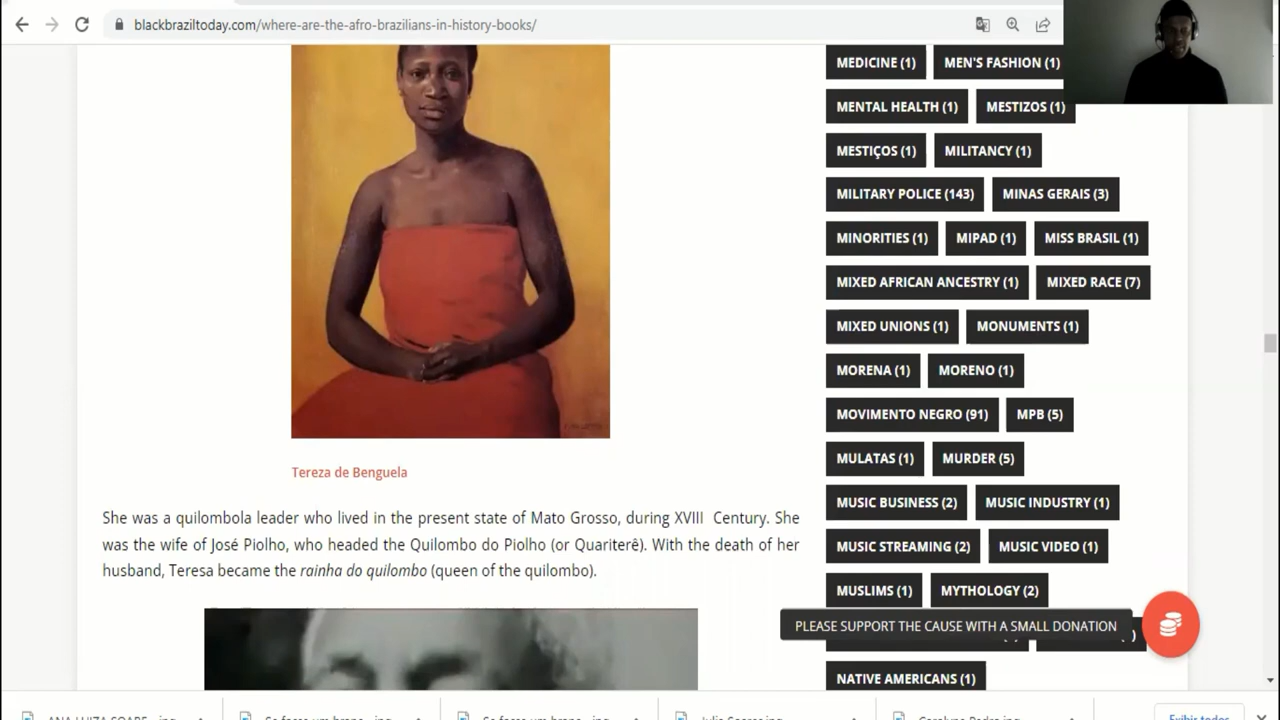 blackbraziltoday.com/where-are-the-afro-brazilians-in-history-books/
Tereza de Benguela
She was a quilombola leader who lived in the present state of Mato Grosso, during XVIII Century. She
was the wife of José Piolho, who headed the Quilombo do Piolho (or Quariterê). With the death of her
husband, Teresa became the rainha do quilombo (queen of the quilombo).
MEDICINE (1) MEN'S FASHION (1)
MENTAL HEALTH (1) MESTIZOS (1)
MESTIÇOS (1) MILITANCY (1)
MILITARY POLICE (143) MINAS GERAIS (3)
MINORITIES (1) MIPAD (1) MISS BRASIL (1)
MIXED AFRICAN ANCESTRY (1) MIXED RACE (7)
MIXED UNIONS (1) MONUMENTS (1)
MORENA (1) MORENO (1)
MOVIMENTO NEGRO (91) MPB (5)
MULATAS (1) MURDER (5)
MUSIC BUSINESS (2) MUSIC INDUSTRY (1)
MUSIC STREAMING (2) MUSIC VIDEO (1)
MUSLIMS (1) MYTHOLOGY (2)
PLEASE SUPPORT THE CAUSE WITH A SMALL DONATION
NATIVE AMERICANS (1)
Exibir todos